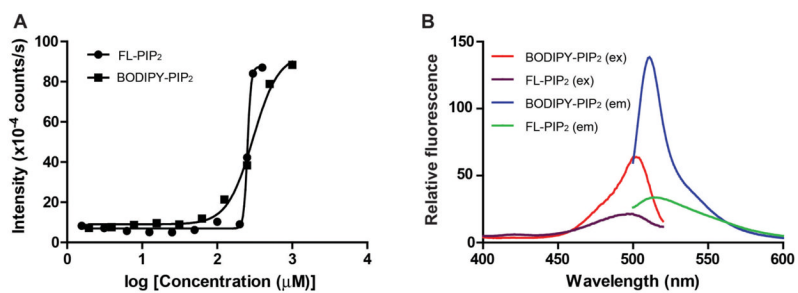 A
Intensity (x10⁻⁴ counts/s)
100
80
60
40
20
0
FL-PIP₂
BODIPY-PIP₂
0
1
2
3
4
log [Concentration (μM)]
B
Relative fluorescence
150
100
50
0
BODIPY-PIP₂ (ex)
FL-PIP₂ (ex)
BODIPY-PIP₂ (em)
FL-PIP₂ (em)
400
450
500
550
600
Wavelength (nm)